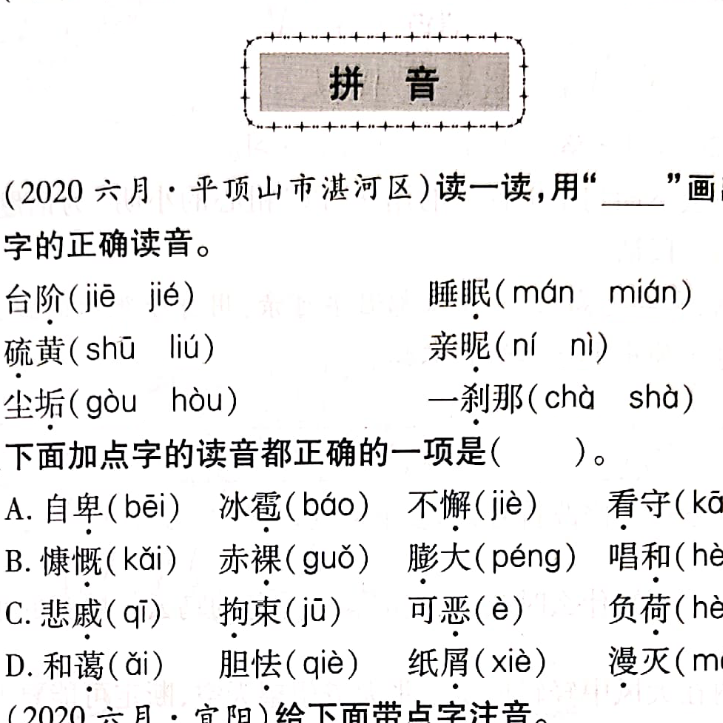 拼 音
(2020 六月·平顶山市湛河区)读一读,用“____”画
字的正确读音。
台阶(jiē jié) 睡眠(mán mián)
硫黄(shū liú) 亲昵(ní nì)
尘垢(gòu hòu) 一刹那(chà shà)
下面加点字的读音都正确的一项是( )。
A. 自卑(bēi) 冰雹(báo) 不懈(jiè) 看守(kā
B. 慷慨(kǎi) 赤裸(guǒ) 膨大(péng) 唱和(hè
C. 悲戚(qī) 拘束(jū) 可恶(è) 负荷(hè
D. 和蔼(ǎi) 胆怯(qiè) 纸屑(xiè) 漫灭(m
(2020 六月·宜阳)给下面带点字注音。